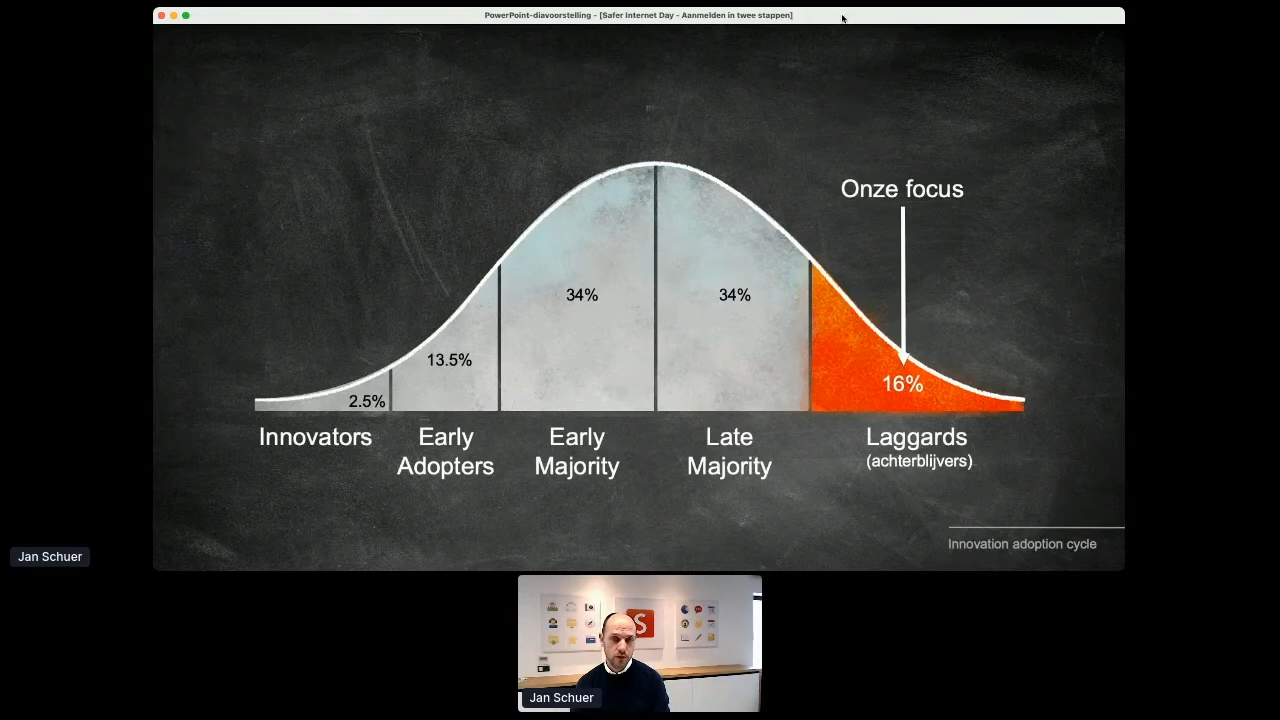 PowerPoint-diavoorstelling - [Safer Internet Day - Aanmelden in twee stappen]
Onze focus
34%
34%
13.5%
16%
2.5%
Innovators
Early
Adopters
Early
Majority
Late
Majority
Laggards
(achterblijvers)
Innovation adoption cycle
Jan Schuer
S
Jan Schuer